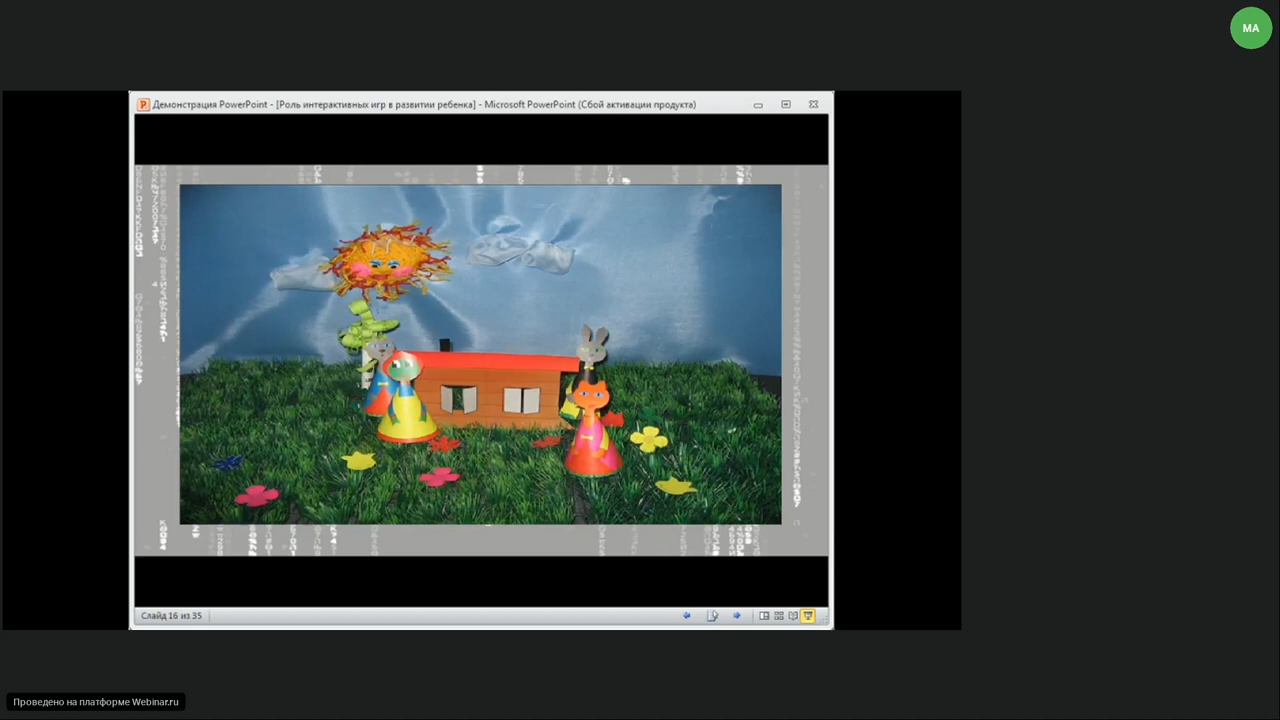 MA
Демонстрация PowerPoint - [Роль интерактивных игр в развитии ребенка] - Microsoft PowerPoint (Сбой активации продукта)
Слайд 16 из 35
Проведено на платформе Webinar.ru